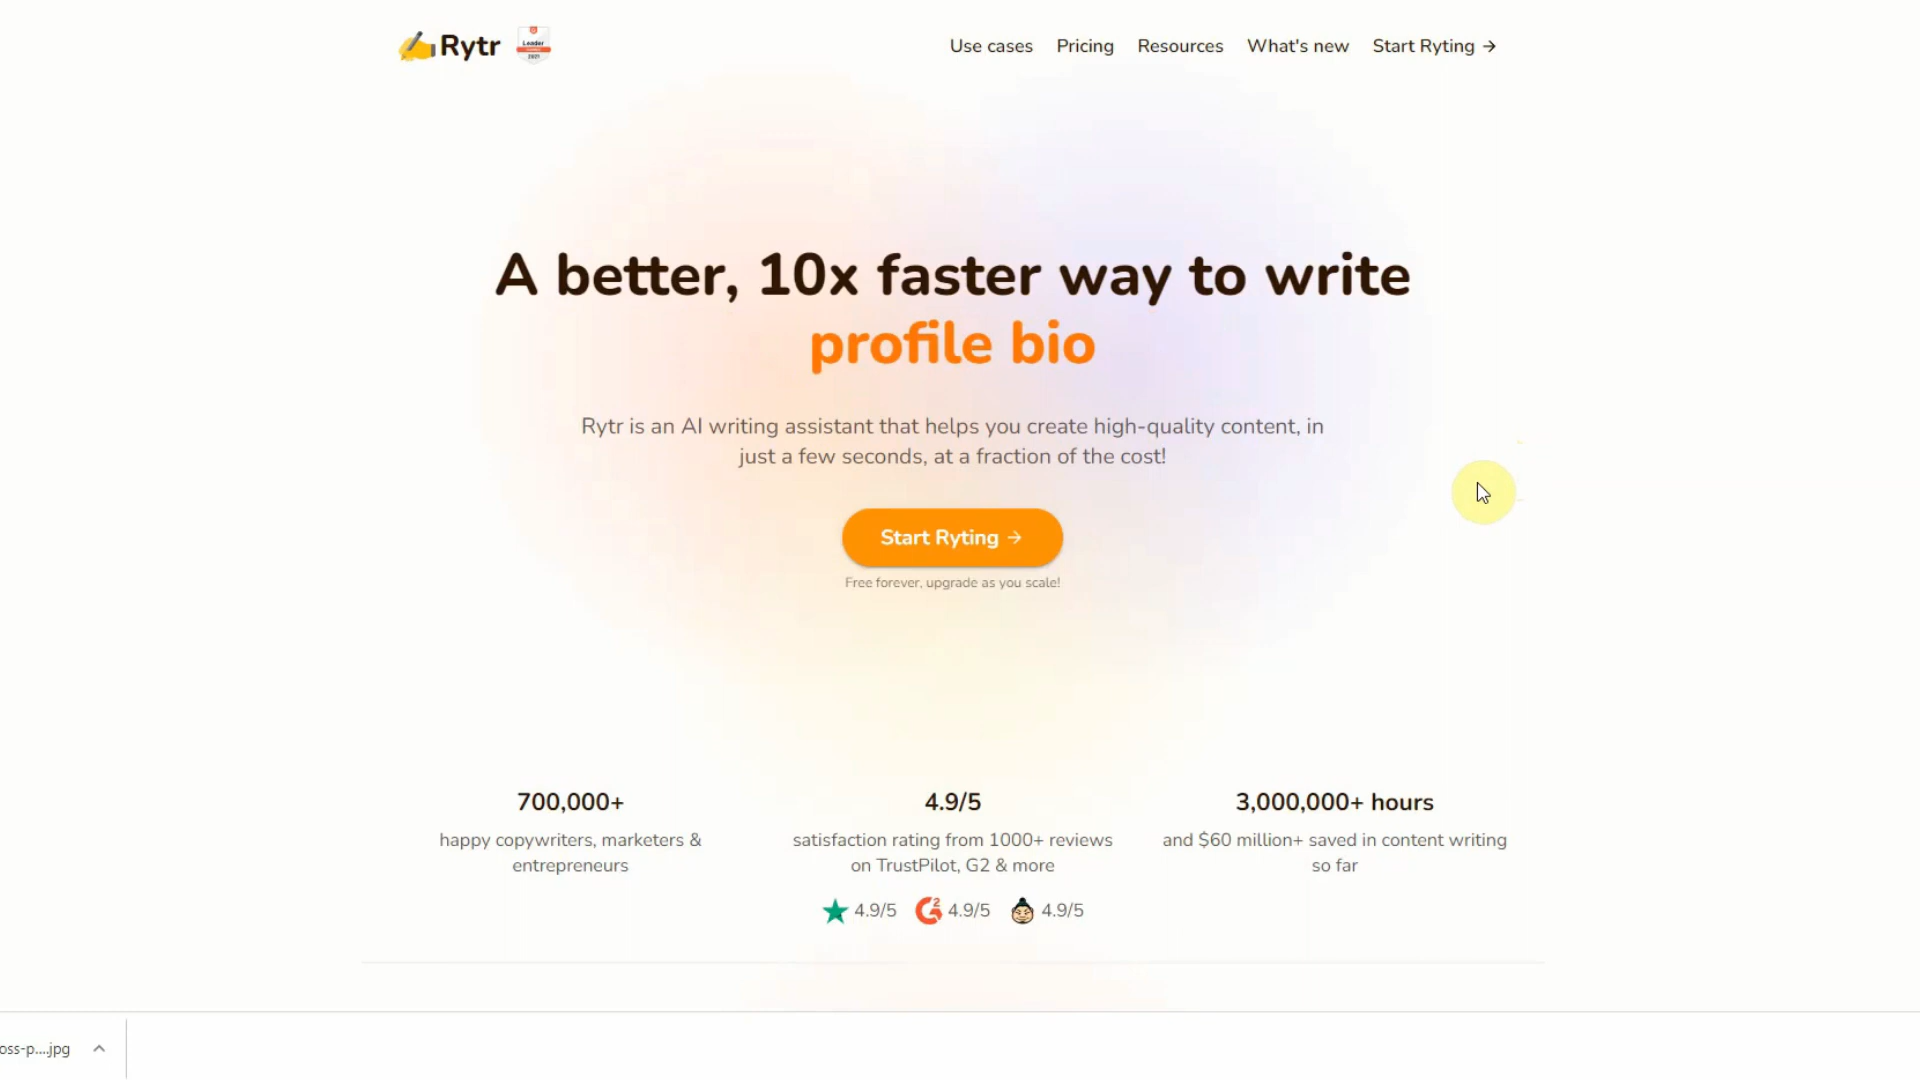 Rytr
Leader
2021
Use cases
Pricing
Resources
What's new
Start Ryting →
A better, 10x faster way to write
profile bio
Rytr is an AI writing assistant that helps you create high-quality content, in
just a few seconds, at a fraction of the cost!
Start Ryting →
Free forever, upgrade as you scale!
700,000+
happy copywriters, marketers &
entrepreneurs
4.9/5
satisfaction rating from 1000+ reviews
on TrustPilot, G2 & more
4.9/5
4.9/5
4.9/5
3,000,000+ hours
and $60 million+ saved in content writing
so far
oss-p....jpg